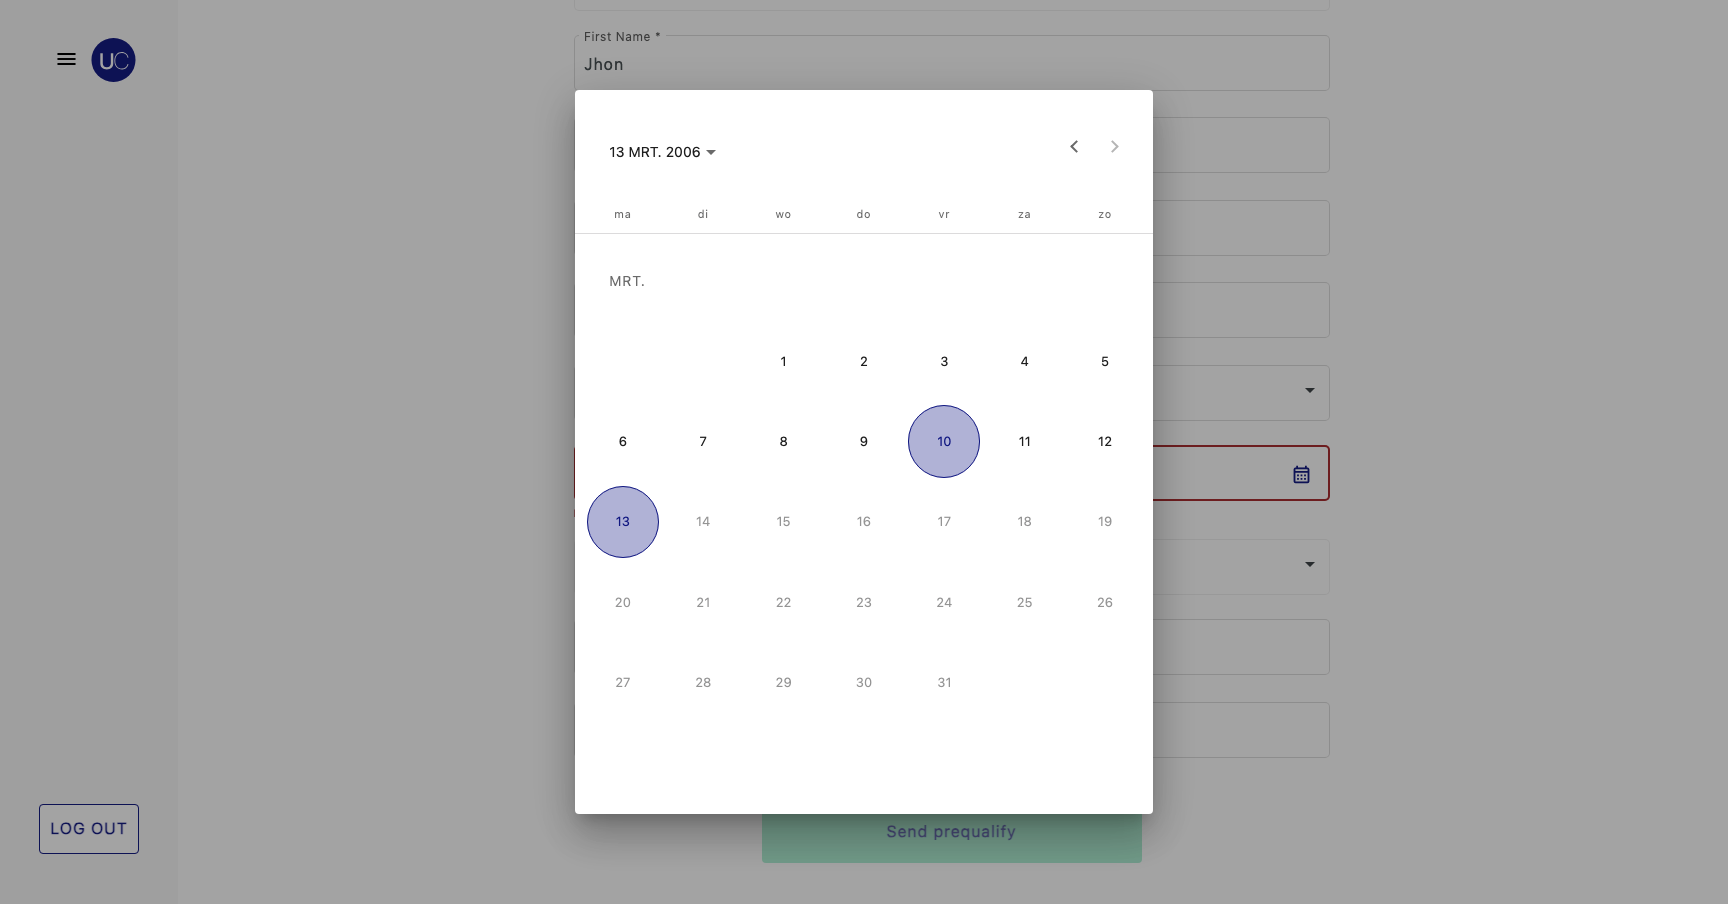 UC
First Name *
Jhon
13 MRT. 2006
ma di wo do vr za zo
MRT.
1 2 3 4 5
6 7 8 9 10 11 12
13 14 15 16 17 18 19
20 21 22 23 24 25 26
27 28 29 30 31
LOG OUT
Send prequalify